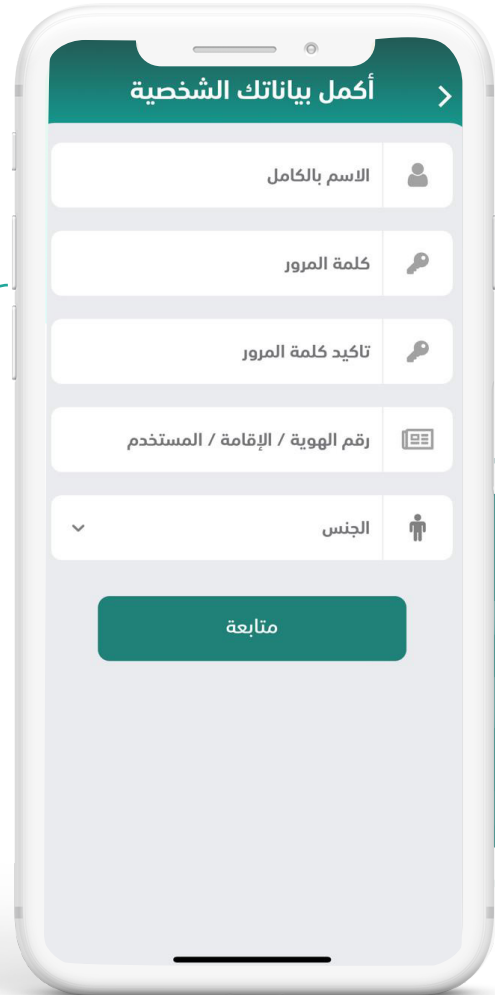 أكمل بياناتك الشخصية
الاسم بالكامل
كلمة المرور
تاكيد كلمة المرور
رقم الهوية / الإقامة / المستخدم
الجنس
متابعة